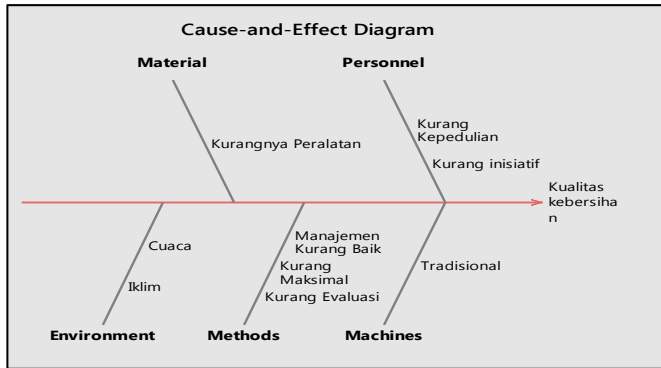 Cause-and-Effect Diagram
Material
Personnel
Kurang
Kepedulian
Kurangnya Peralatan
Kurang inisiatif
Kualitas
kebersiha
n
Manajemen
Kurang Baik
Cuaca
Kurang
Maksimal
Tradisional
Iklim
Kurang Evaluasi
Environment
Methods
Machines